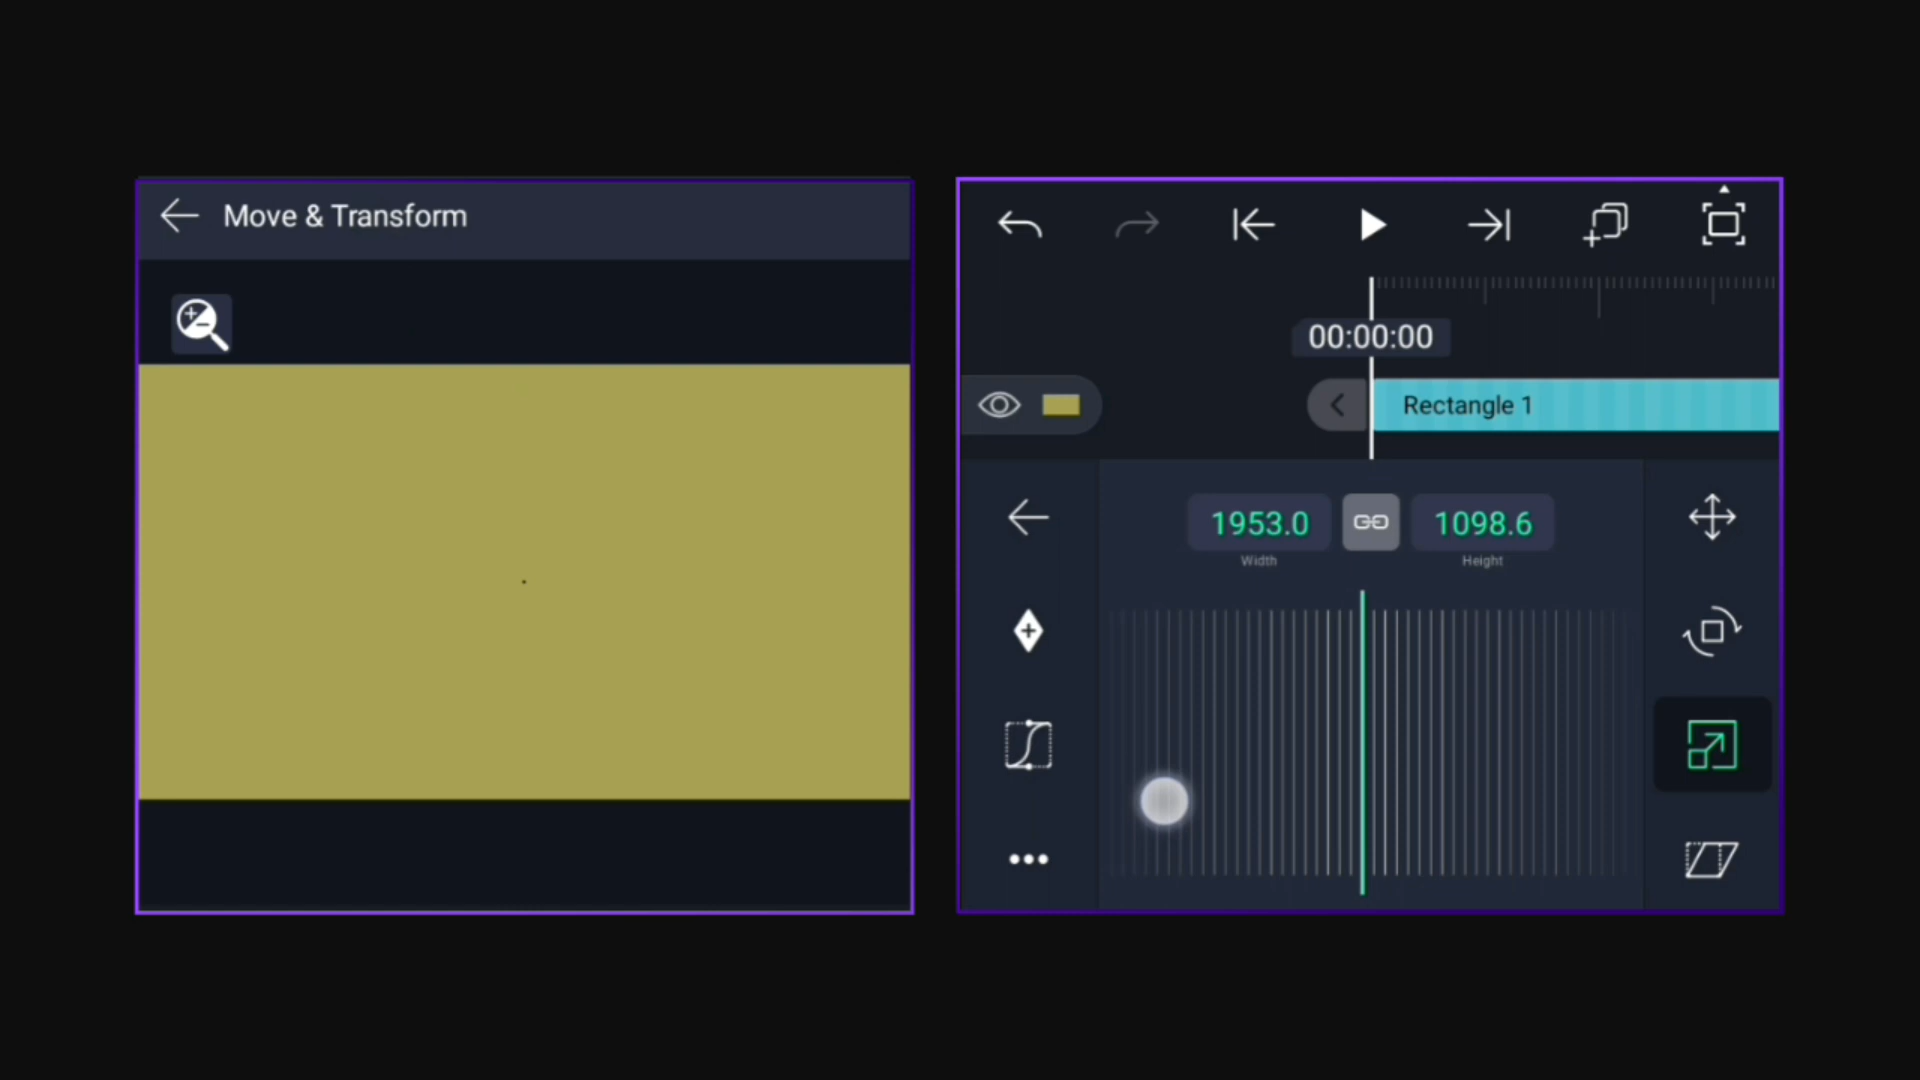 Move & Transform
00:00:00
Rectangle 1
1953.0
1098.6
Width
Height